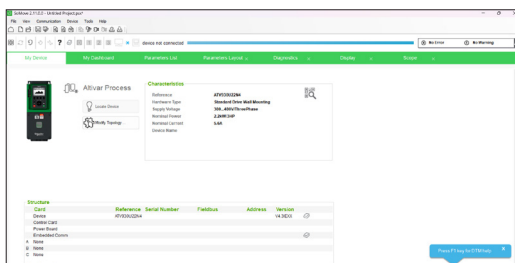 SoMove 2.11.0.0 - Untitled Project.psx*
File View Communication Device Tools Help
device not connected
No Error
No Warning
My Device
My Dashboard
Parameters List
Parameters Layout
Diagnostics
Display
Scope
Altivar Process
Locate Device
Modify Topology
Characteristics
Reference ATV930U22N4
Hardware Type Standard Drive Wall Mounting
Supply Voltage 380...480V/ThreePhase
Nominal Power 2.2kW/3HP
Nominal Current 5.6A
Device Name
Structure
Card Reference Serial Number Fieldbus Address Version
Device ATV930U22N4 V4.3IEXX
Control Card
Power Board
Embedded Comm
A None
B None
C None
Press F1 key for DTM help X